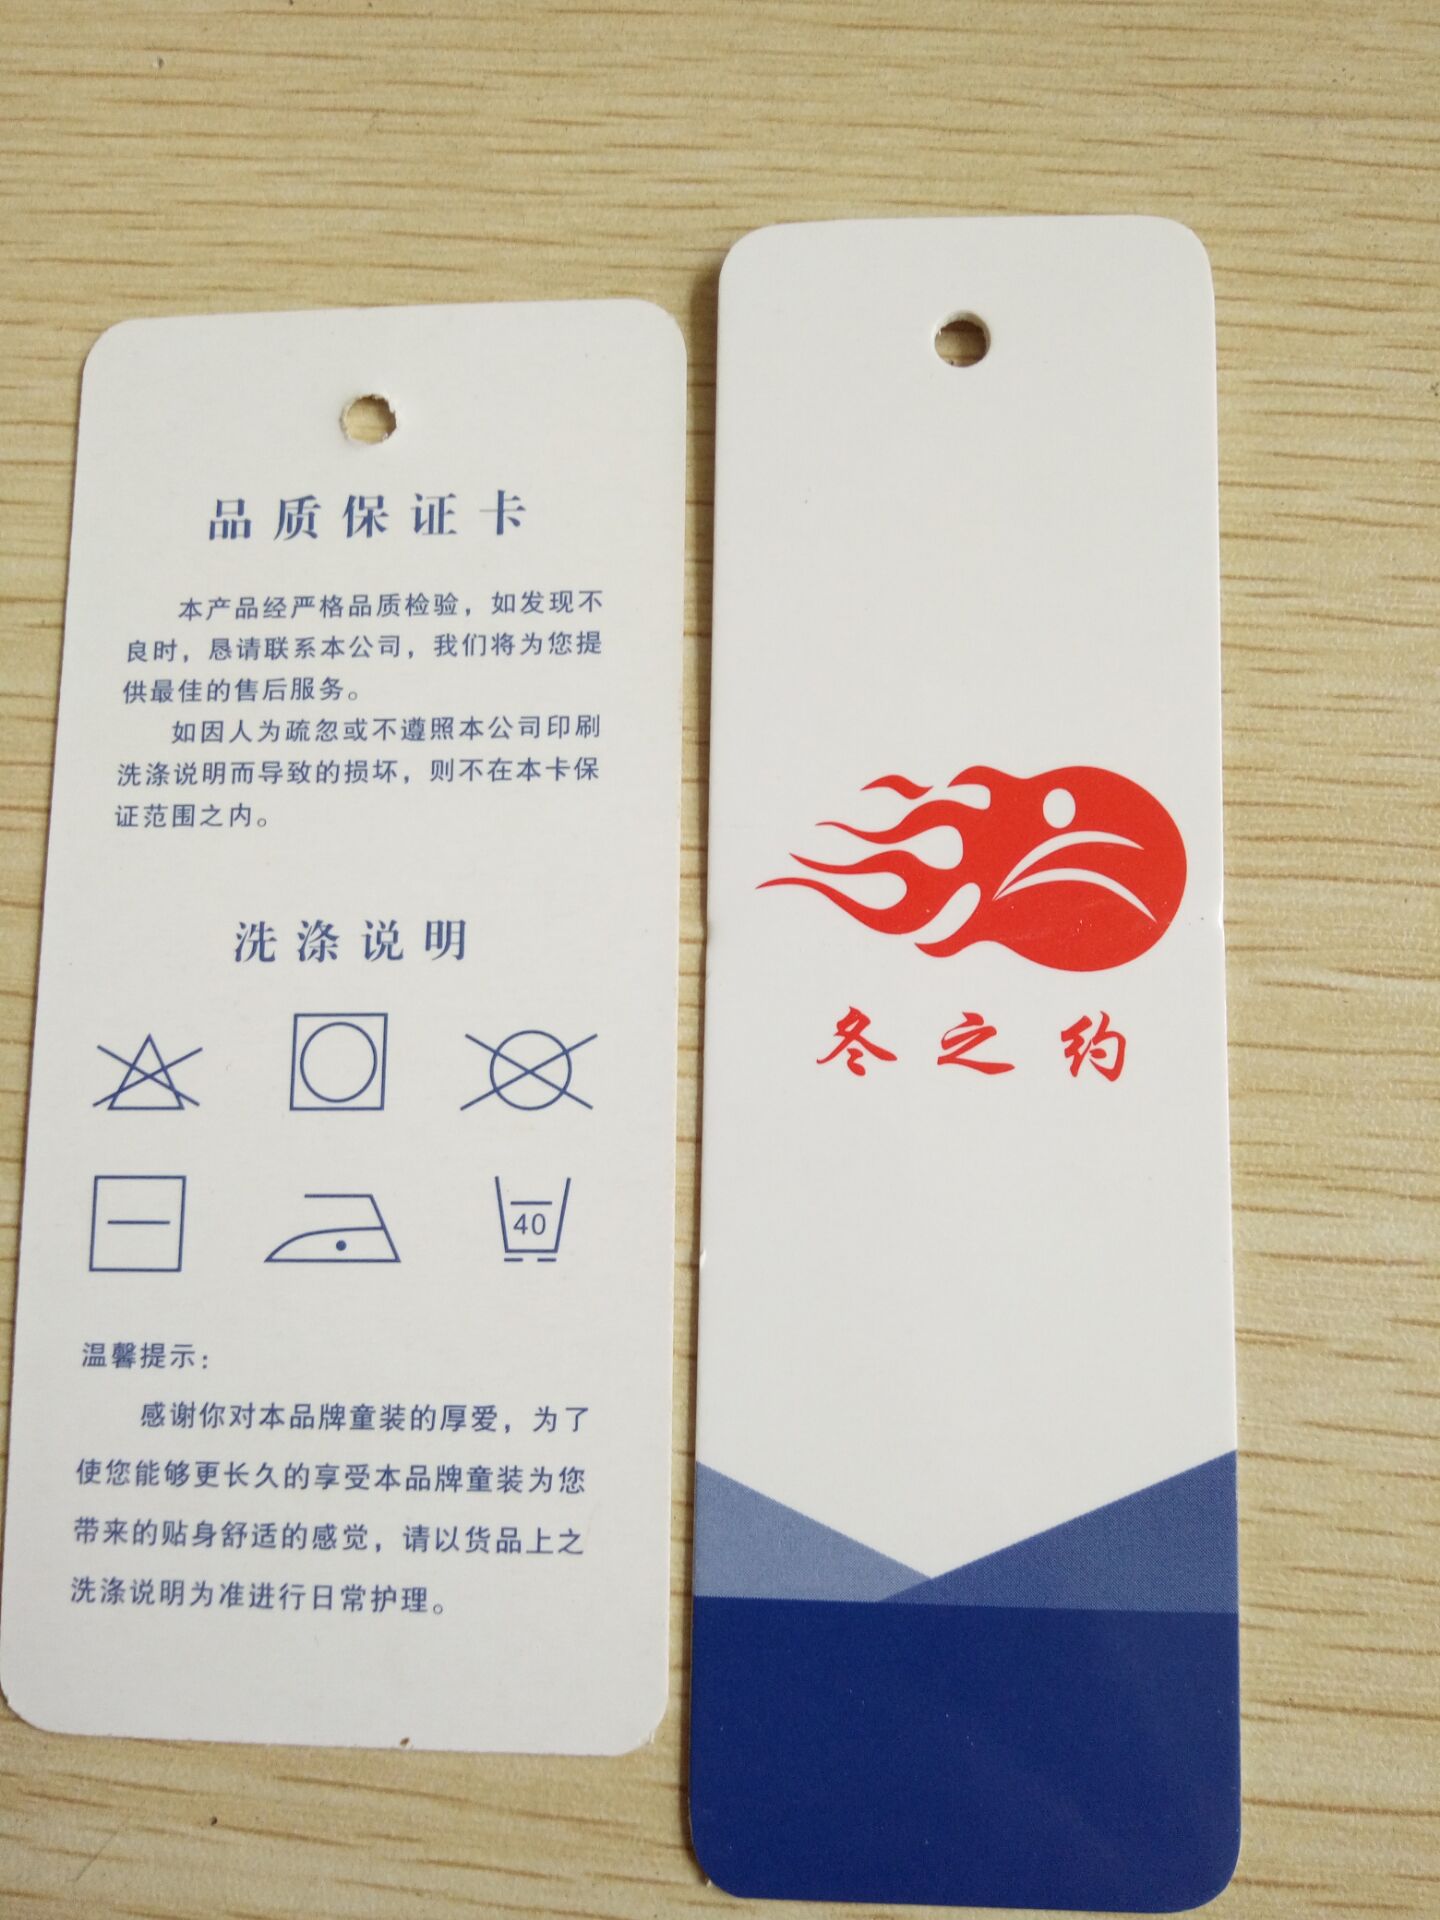 品质保证卡
本产品经严格品质检验，如发现不
良时，恳请联系本公司，我们将为您提
供最佳的售后服务。
如因人为疏忽或不遵照本公司印刷
洗涤说明而导致的损坏，则不在本卡保
证范围之内。
洗涤说明
40
温馨提示：
感谢你对本品牌童装的厚爱，为了
使您能够更长久的享受本品牌童装为您
带来的贴身舒适的感觉，请以货品上之
洗涤说明为准进行日常护理。
冬之约